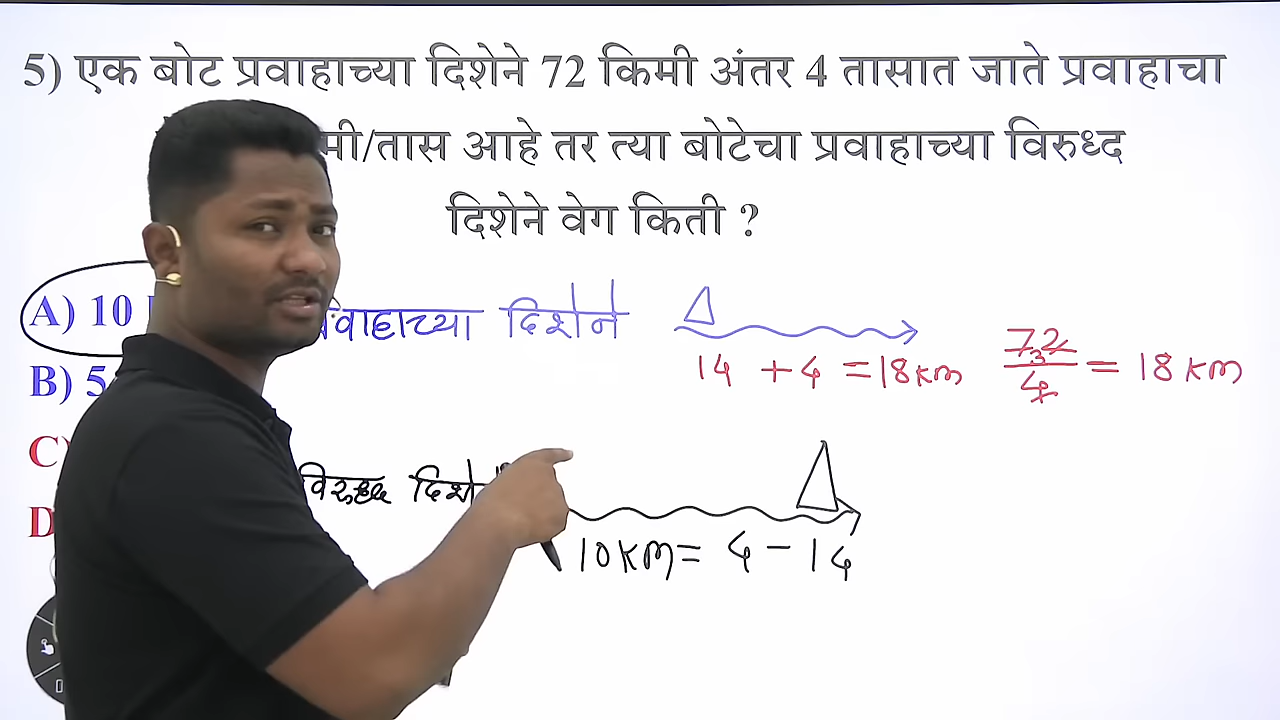 5) एक बोट प्रवाहाच्या दिशेने 72 किमी अंतर 4 तासात जाते प्रवाहाचा
मी/तास आहे तर त्या बोटेचा प्रवाहाच्या विरुध्द
दिशेने वेग किती ?
A) 10
वाहाच्या दिशेने
14 + 4 = 18 km
72/4 = 18 km
B) 5
C)
विरुद्ध
10 km = 4 - 14
D